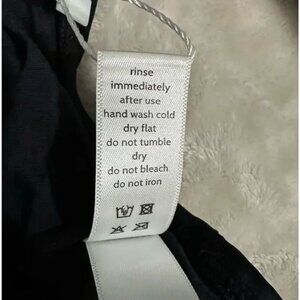 rinse
immediately
after use
hand wash cold
dry flat
do not tumble
dry
do not bleach
do not iron